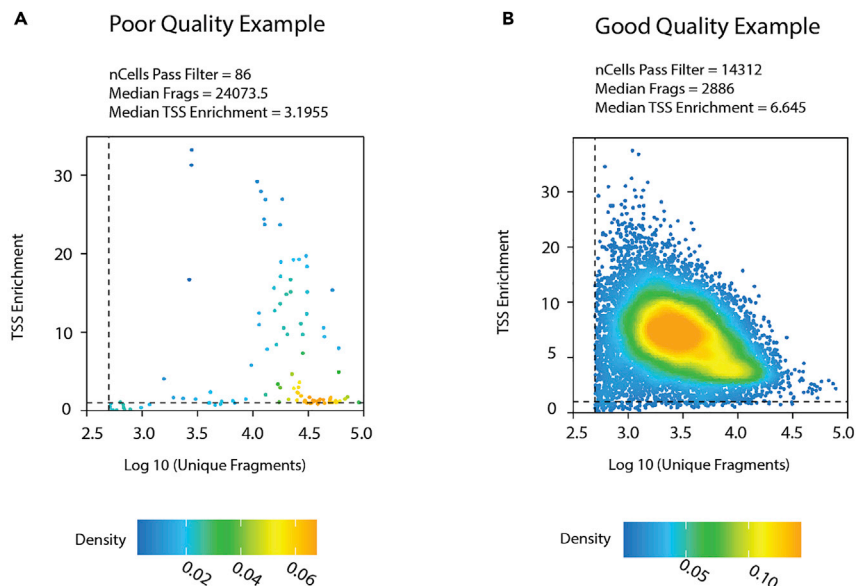 A
Poor Quality Example
nCells Pass Filter = 86
Median Frags = 24073.5
Median TSS Enrichment = 3.1955
TSS Enrichment
30
20
10
0
2.5 3.0 3.5 4.0 4.5 5.0
Log 10 (Unique Fragments)
Density
0.02 0.04 0.06
B
Good Quality Example
nCells Pass Filter = 14312
Median Frags = 2886
Median TSS Enrichment = 6.645
TSS Enrichment
30
20
10
5
0
2.5 3.0 3.5 4.0 4.5 5.0
Log 10 (Unique Fragments)
Density
0.05 0.10